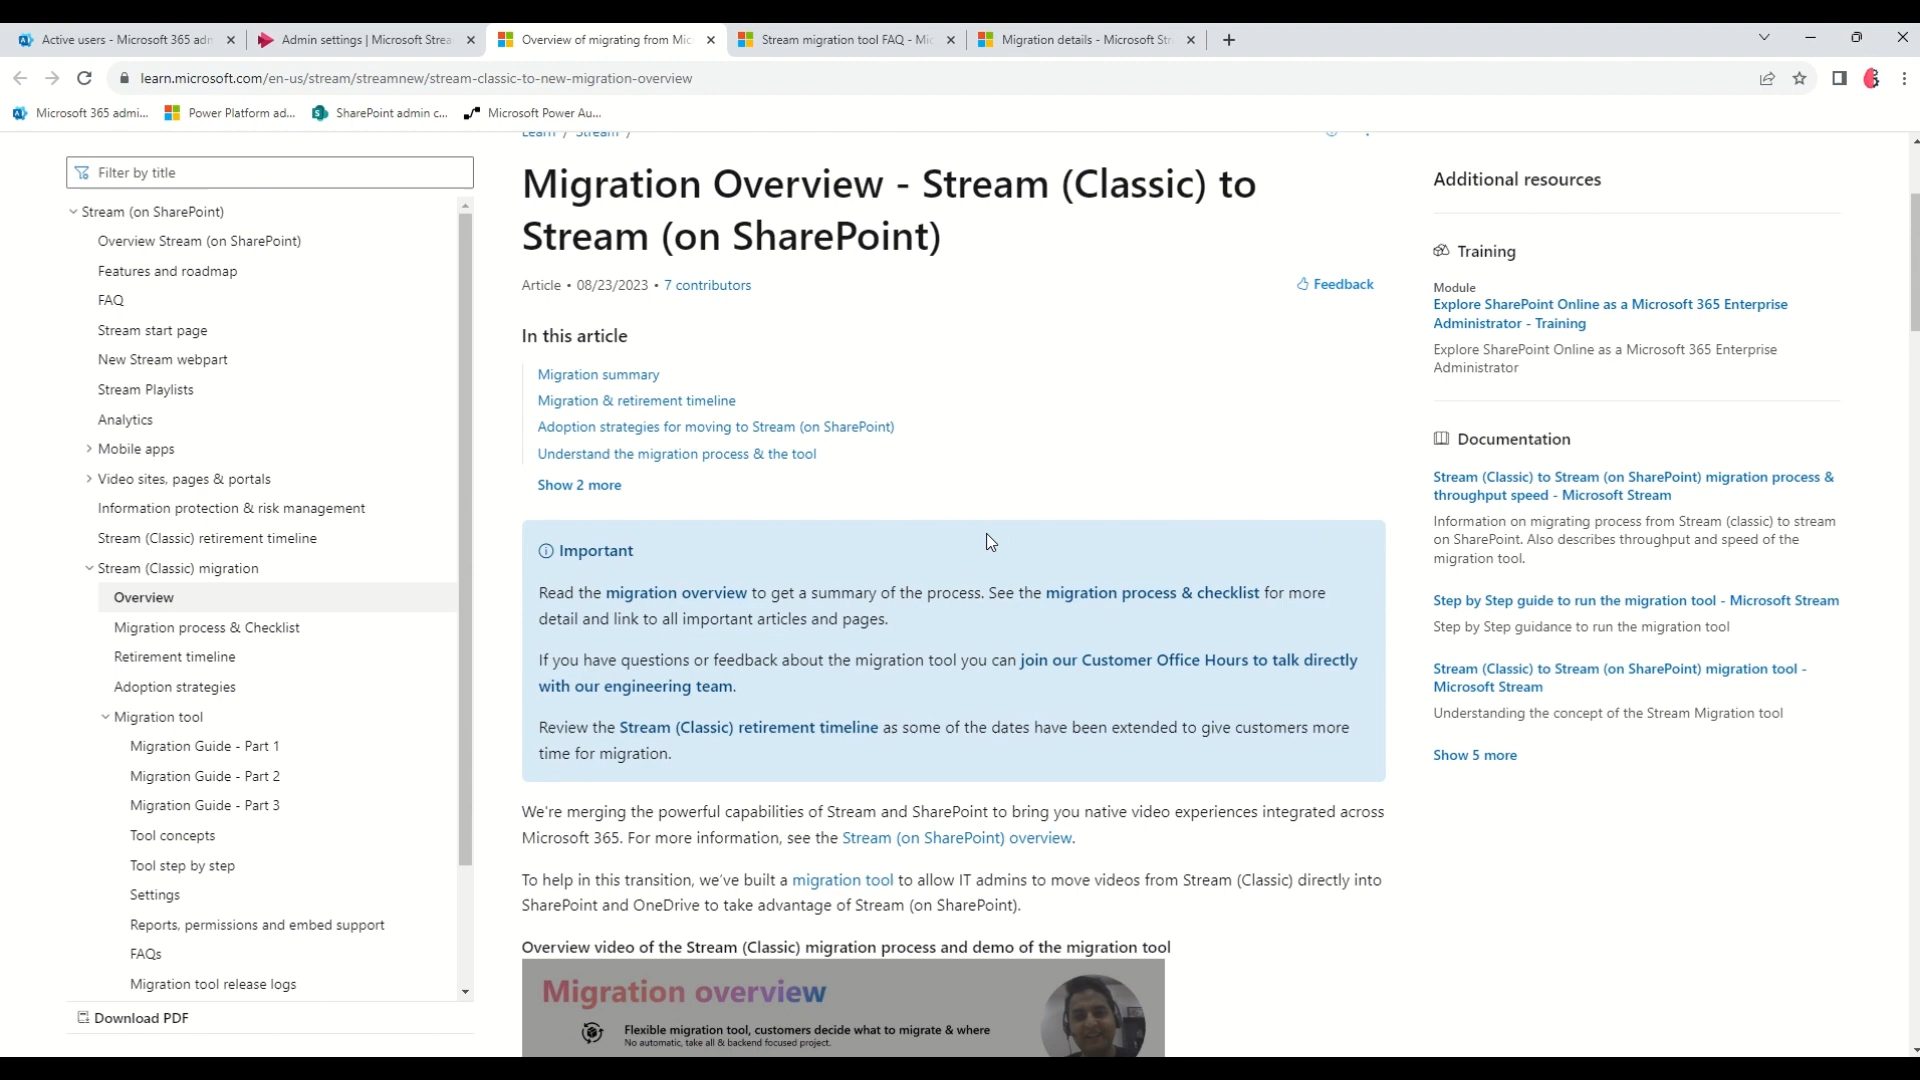 Active users - Microsoft 365 adm
Admin settings | Microsoft Strea
Overview of migrating from Mic
Stream migration tool FAQ - Mic
Migration details - Microsoft Str
learn.microsoft.com/en-us/stream/streamnew/stream-classic-to-new-migration-overview
Microsoft 365 admi...
Power Platform ad...
SharePoint admin c...
Microsoft Power Au...
Learn / Stream /
Filter by title
Stream (on SharePoint)
Overview Stream (on SharePoint)
Features and roadmap
FAQ
Stream start page
New Stream webpart
Stream Playlists
Analytics
Mobile apps
Video sites, pages & portals
Information protection & risk management
Stream (Classic) retirement timeline
Stream (Classic) migration
Overview
Migration process & Checklist
Retirement timeline
Adoption strategies
Migration tool
Migration Guide - Part 1
Migration Guide - Part 2
Migration Guide - Part 3
Tool concepts
Tool step by step
Settings
Reports, permissions and embed support
FAQs
Migration tool release logs
Download PDF
Migration Overview - Stream (Classic) to
Stream (on SharePoint)
Article • 08/23/2023 • 7 contributors
Feedback
In this article
Migration summary
Migration & retirement timeline
Adoption strategies for moving to Stream (on SharePoint)
Understand the migration process & the tool
Show 2 more
Important
Read the migration overview to get a summary of the process. See the migration process & checklist for more
detail and link to all important articles and pages.
If you have questions or feedback about the migration tool you can join our Customer Office Hours to talk directly
with our engineering team.
Review the Stream (Classic) retirement timeline as some of the dates have been extended to give customers more
time for migration.
We're merging the powerful capabilities of Stream and SharePoint to bring you native video experiences integrated across
Microsoft 365. For more information, see the Stream (on SharePoint) overview.
To help in this transition, we've built a migration tool to allow IT admins to move videos from Stream (Classic) directly into
SharePoint and OneDrive to take advantage of Stream (on SharePoint).
Overview video of the Stream (Classic) migration process and demo of the migration tool
Migration overview
Flexible migration tool, customers decide what to migrate & where
No automatic, take all & backend focused project.
Additional resources
Training
Module
Explore SharePoint Online as a Microsoft 365 Enterprise
Administrator - Training
Explore SharePoint Online as a Microsoft 365 Enterprise
Administrator
Documentation
Stream (Classic) to Stream (on SharePoint) migration process &
throughput speed - Microsoft Stream
Information on migrating process from Stream (classic) to stream
on SharePoint. Also describes throughput and speed of the
migration tool.
Step by Step guide to run the migration tool - Microsoft Stream
Step by Step guidance to run the migration tool
Stream (Classic) to Stream (on SharePoint) migration tool -
Microsoft Stream
Understanding the concept of the Stream Migration tool
Show 5 more